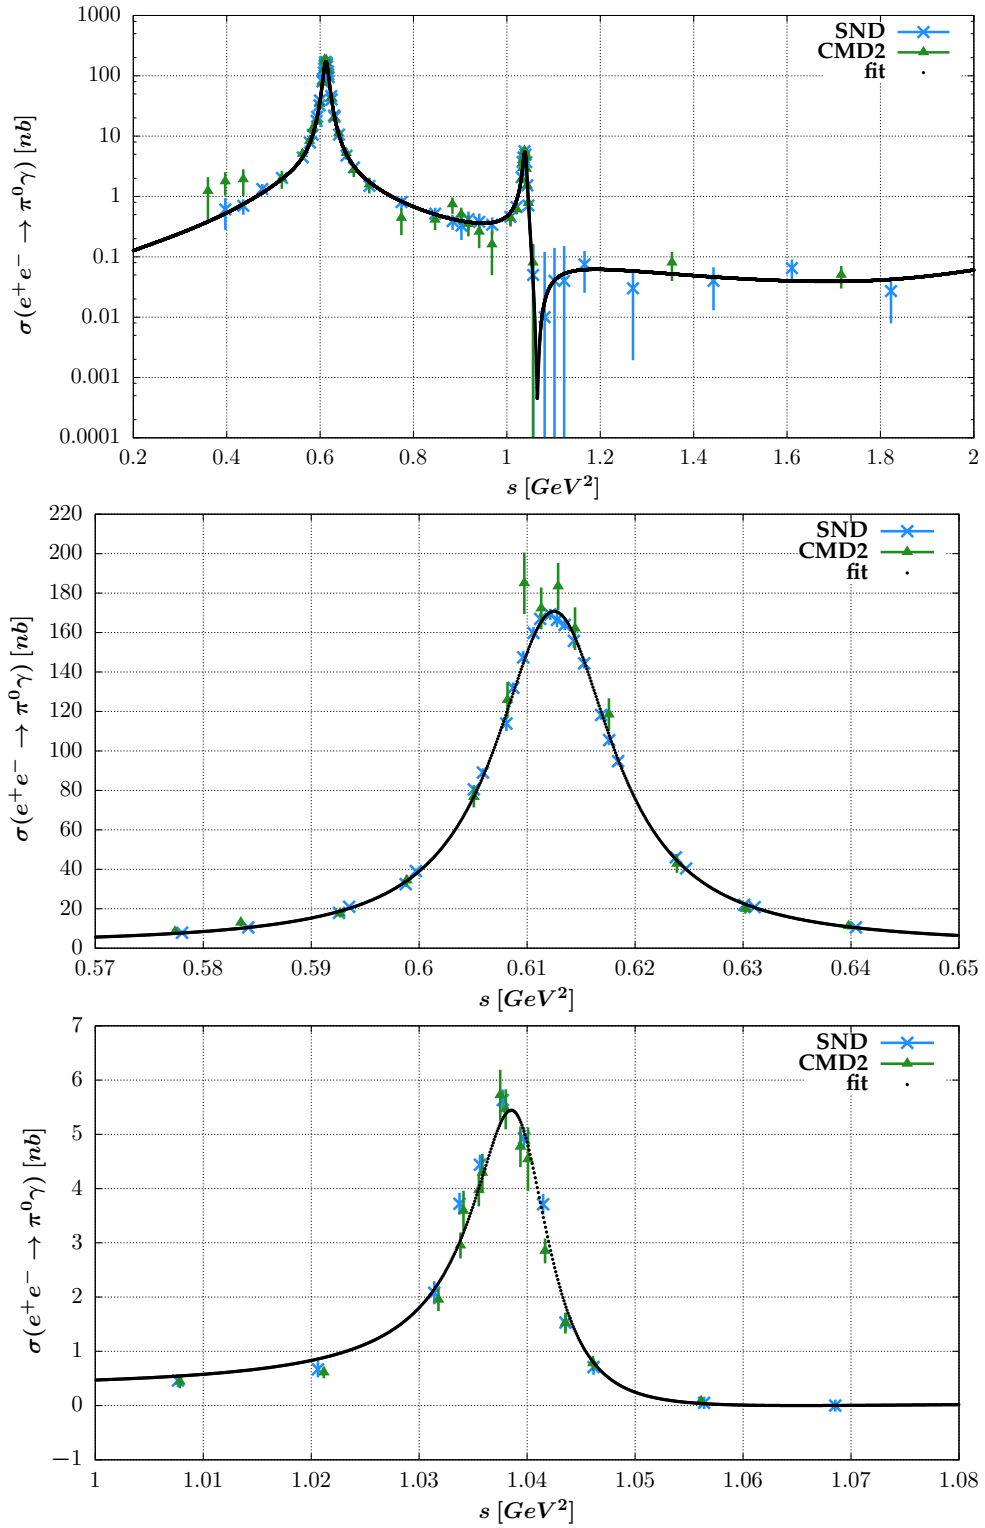 σ(e⁺e⁻ → π⁰γ) [nb]
1000
100
10
1
0.1
0.01
0.001
0.0001
SND
CMD2
fit
0.2 0.4 0.6 0.8 1 1.2 1.4 1.6 1.8 2
s [GeV²]
σ(e⁺e⁻ → π⁰γ) [nb]
220
200
180
160
140
120
100
80
60
40
20
0
SND
CMD2
fit
0.57 0.58 0.59 0.6 0.61 0.62 0.63 0.64 0.65
s [GeV²]
σ(e⁺e⁻ → π⁰γ) [nb]
7
6
5
4
3
2
1
0
−1
SND
CMD2
fit
1 1.01 1.02 1.03 1.04 1.05 1.06 1.07 1.08
s [GeV²]